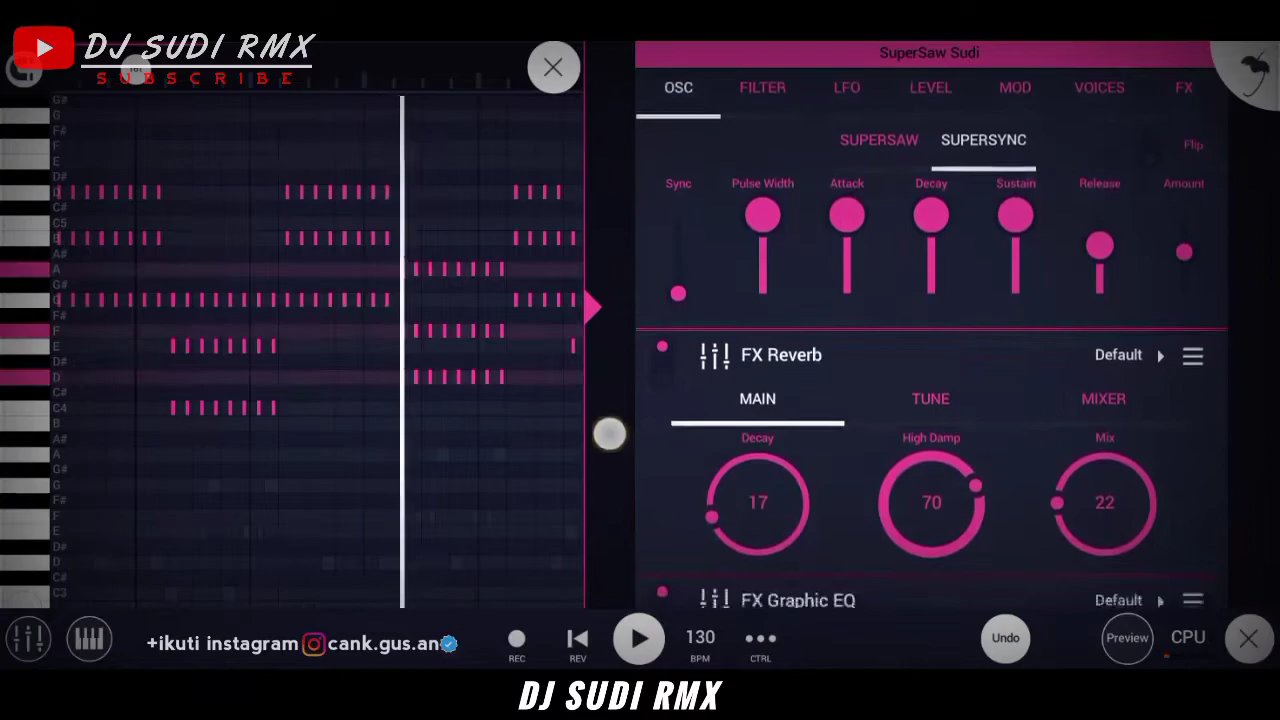 DJ SUDI RMX
SUBSCRIBE
SuperSaw Sudi
OSC FILTER LFO LEVEL MOD VOICES FX
SUPERSAW SUPERSYNC
Flip
Sync Pulse Width Attack Decay Sustain Release Amount
FX Reverb Default
MAIN TUNE MIXER
Decay High Damp Mix
17 70 22
FX Graphic EQ Default
G#
G
F#
F
E
D#
D
C#
C5
B
A#
A
G#
G
F#
F
E
D#
D
C#
C4
B
A#
A
G#
G
F#
F
E
D#
D
C#
C3
+ikuti instagram cank.gus.an
REC REV 130 BPM CTRL
Undo Preview CPU
DJ SUDI RMX